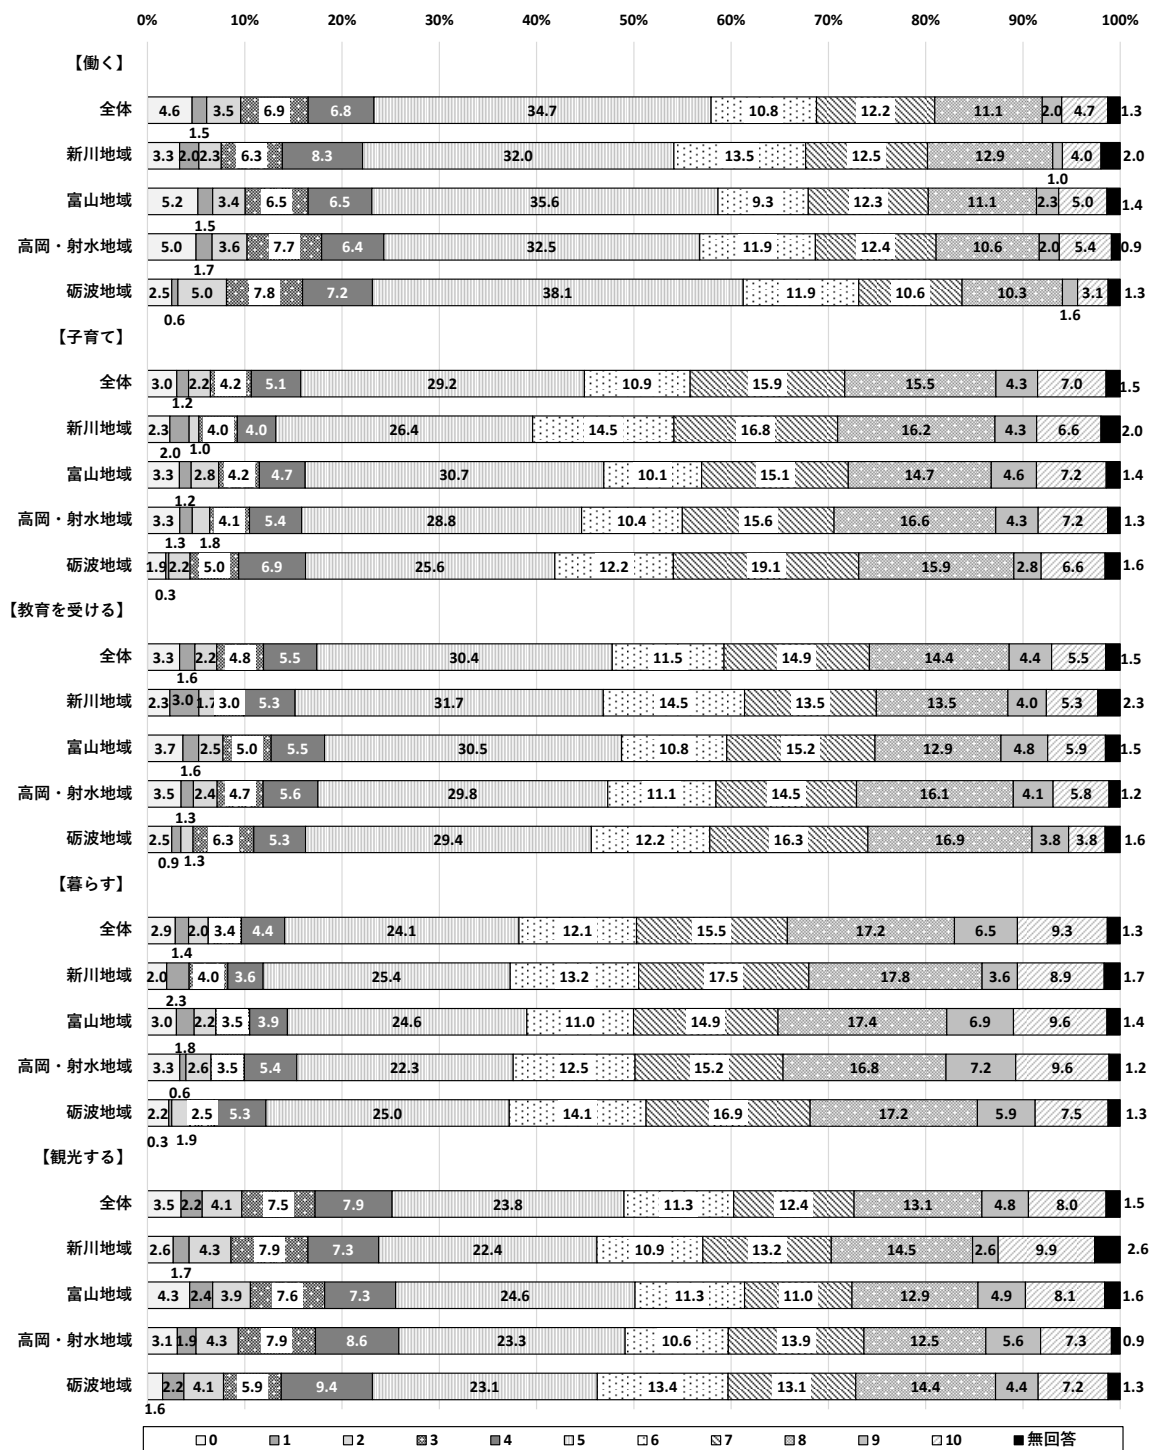 0% 10% 20% 30% 40% 50% 60% 70% 80% 90% 100%
【働く】
全体 4.6 1.5 3.5 6.9 6.8 34.7 10.8 12.2 11.1 2.0 4.7 1.3
新川地域 3.3 2.0 2.3 6.3 8.3 32.0 13.5 12.5 12.9 1.0 4.0 2.0
富山地域 5.2 1.5 3.4 6.5 6.5 35.6 9.3 12.3 11.1 2.3 5.0 1.4
高岡・射水地域 5.0 1.7 3.6 7.7 6.4 32.5 11.9 12.4 10.6 2.0 5.4 0.9
砺波地域 2.5 0.6 5.0 7.8 7.2 38.1 11.9 10.6 10.3 1.6 3.1 1.3
【子育て】
全体 3.0 1.2 2.2 4.2 5.1 29.2 10.9 15.9 15.5 4.3 7.0 1.5
新川地域 2.3 2.0 1.0 4.0 4.0 26.4 14.5 16.8 16.2 4.3 6.6 2.0
富山地域 3.3 1.2 2.8 4.2 4.7 30.7 10.1 15.1 14.7 4.6 7.2 1.4
高岡・射水地域 3.3 1.3 1.8 4.1 5.4 28.8 10.4 15.6 16.6 4.3 7.2 1.3
砺波地域 1.9 0.3 2.2 5.0 6.9 25.6 12.2 19.1 15.9 2.8 6.6 1.6
【教育を受ける】
全体 3.3 1.6 2.2 4.8 5.5 30.4 11.5 14.9 14.4 4.4 5.5 1.5
新川地域 2.3 3.0 1.7 3.0 5.3 31.7 14.5 13.5 13.5 4.0 5.3 2.3
富山地域 3.7 1.6 2.5 5.0 5.5 30.5 10.8 15.2 12.9 4.8 5.9 1.5
高岡・射水地域 3.5 1.3 2.4 4.7 5.6 29.8 11.1 14.5 16.1 4.1 5.8 1.2
砺波地域 2.5 0.9 1.3 6.3 5.3 29.4 12.2 16.3 16.9 3.8 3.8 1.6
【暮らす】
全体 2.9 1.4 2.0 3.4 4.4 24.1 12.1 15.5 17.2 6.5 9.3 1.3
新川地域 2.0 2.3 4.0 3.6 25.4 13.2 17.5 17.8 3.6 8.9 1.7
富山地域 3.0 1.8 2.2 3.5 3.9 24.6 11.0 14.9 17.4 6.9 9.6 1.4
高岡・射水地域 3.3 0.6 2.6 3.5 5.4 22.3 12.5 15.2 16.8 7.2 9.6 1.2
砺波地域 2.2 0.3 1.9 2.5 5.3 25.0 14.1 16.9 17.2 5.9 7.5 1.3
【観光する】
全体 3.5 2.2 4.1 7.5 7.9 23.8 11.3 12.4 13.1 4.8 8.0 1.5
新川地域 2.6 1.7 4.3 7.9 7.3 22.4 10.9 13.2 14.5 2.6 9.9 2.6
富山地域 4.3 2.4 3.9 7.6 7.3 24.6 11.3 11.0 12.9 4.9 8.1 1.6
高岡・射水地域 3.1 1.9 4.3 7.9 8.6 23.3 10.6 13.9 12.5 5.6 7.3 0.9
砺波地域 1.6 2.2 4.1 5.9 9.4 23.1 13.4 13.1 14.4 4.4 7.2 1.3
0 1 2 3 4 5 6 7 8 9 10 無回答